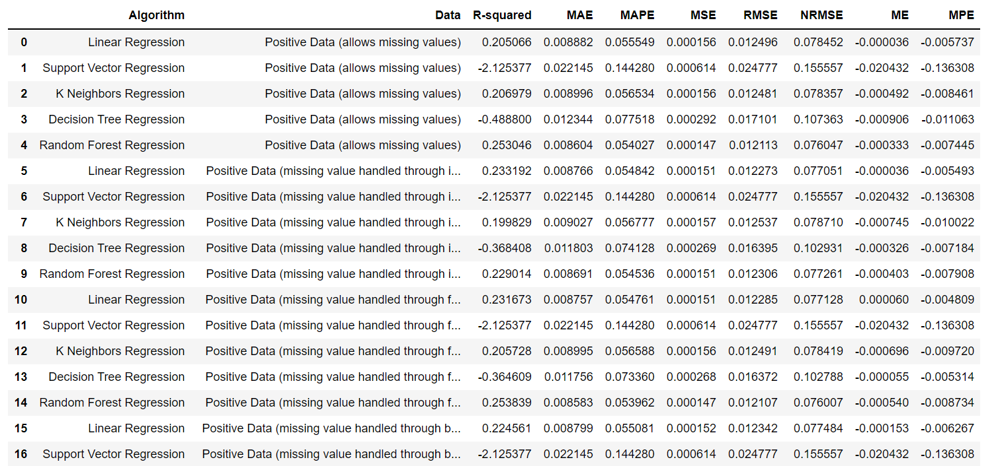 Algorithm Data R-squared MAE MAPE MSE RMSE NRMSE ME MPE
0 Linear Regression Positive Data (allows missing values) 0.205066 0.008882 0.055549 0.000156 0.012496 0.078452 -0.000036 -0.005737
1 Support Vector Regression Positive Data (allows missing values) -2.125377 0.022145 0.144280 0.000614 0.024777 0.155557 -0.020432 -0.136308
2 K Neighbors Regression Positive Data (allows missing values) 0.206979 0.008996 0.056534 0.000156 0.012481 0.078357 -0.000492 -0.008461
3 Decision Tree Regression Positive Data (allows missing values) -0.488800 0.012344 0.077518 0.000292 0.017101 0.107363 -0.000906 -0.011063
4 Random Forest Regression Positive Data (allows missing values) 0.253046 0.008604 0.054027 0.000147 0.012113 0.076047 -0.000333 -0.007445
5 Linear Regression Positive Data (missing value handled through i... 0.233192 0.008766 0.054842 0.000151 0.012273 0.077051 -0.000036 -0.005493
6 Support Vector Regression Positive Data (missing value handled through i... -2.125377 0.022145 0.144280 0.000614 0.024777 0.155557 -0.020432 -0.136308
7 K Neighbors Regression Positive Data (missing value handled through i... 0.199829 0.009027 0.056777 0.000157 0.012537 0.078710 -0.000745 -0.010022
8 Decision Tree Regression Positive Data (missing value handled through i... -0.368408 0.011803 0.074128 0.000269 0.016395 0.102931 -0.000326 -0.007184
9 Random Forest Regression Positive Data (missing value handled through i... 0.229014 0.008691 0.054536 0.000151 0.012306 0.077261 -0.000403 -0.007908
10 Linear Regression Positive Data (missing value handled through f... 0.231673 0.008757 0.054761 0.000151 0.012285 0.077128 0.000060 -0.004809
11 Support Vector Regression Positive Data (missing value handled through f... -2.125377 0.022145 0.144280 0.000614 0.024777 0.155557 -0.020432 -0.136308
12 K Neighbors Regression Positive Data (missing value handled through f... 0.205728 0.008995 0.056588 0.000156 0.012491 0.078419 -0.000696 -0.009720
13 Decision Tree Regression Positive Data (missing value handled through f... -0.364609 0.011756 0.073360 0.000268 0.016372 0.102788 -0.000055 -0.005314
14 Random Forest Regression Positive Data (missing value handled through f... 0.253839 0.008583 0.053962 0.000147 0.012107 0.076007 -0.000540 -0.008734
15 Linear Regression Positive Data (missing value handled through b... 0.224561 0.008799 0.055081 0.000152 0.012342 0.077484 -0.000153 -0.006267
16 Support Vector Regression Positive Data (missing value handled through b... -2.125377 0.022145 0.144280 0.000614 0.024777 0.155557 -0.020432 -0.136308